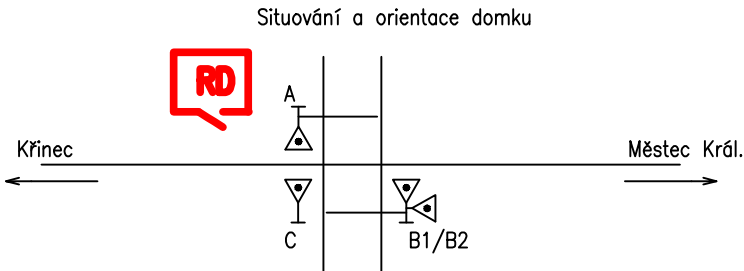 Situování a orientace domku
RD
A
Křinec
Městec Král.
C
B1/B2